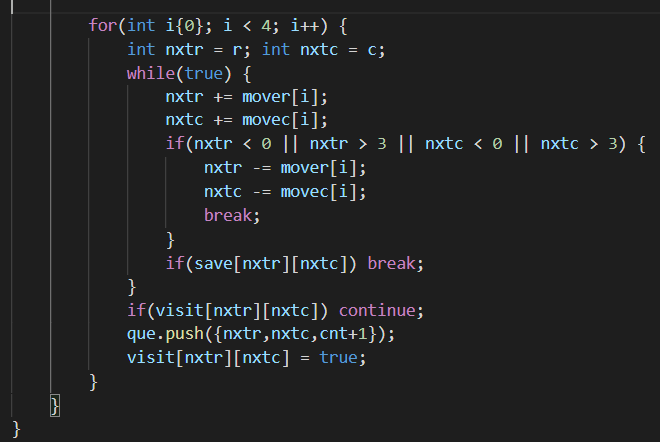 for(int i{0}; i < 4; i++) {
int nxtr = r; int nxtc = c;
while(true) {
nxtr += mover[i];
nxtc += movec[i];
if(nxtr < 0 || nxtr > 3 || nxtc < 0 || nxtc > 3) {
nxtr -= mover[i];
nxtc -= movec[i];
break;
}
if(save[nxtr][nxtc]) break;
}
if(visit[nxtr][nxtc]) continue;
que.push({nxtr,nxtc,cnt+1});
visit[nxtr][nxtc] = true;
}
}
}